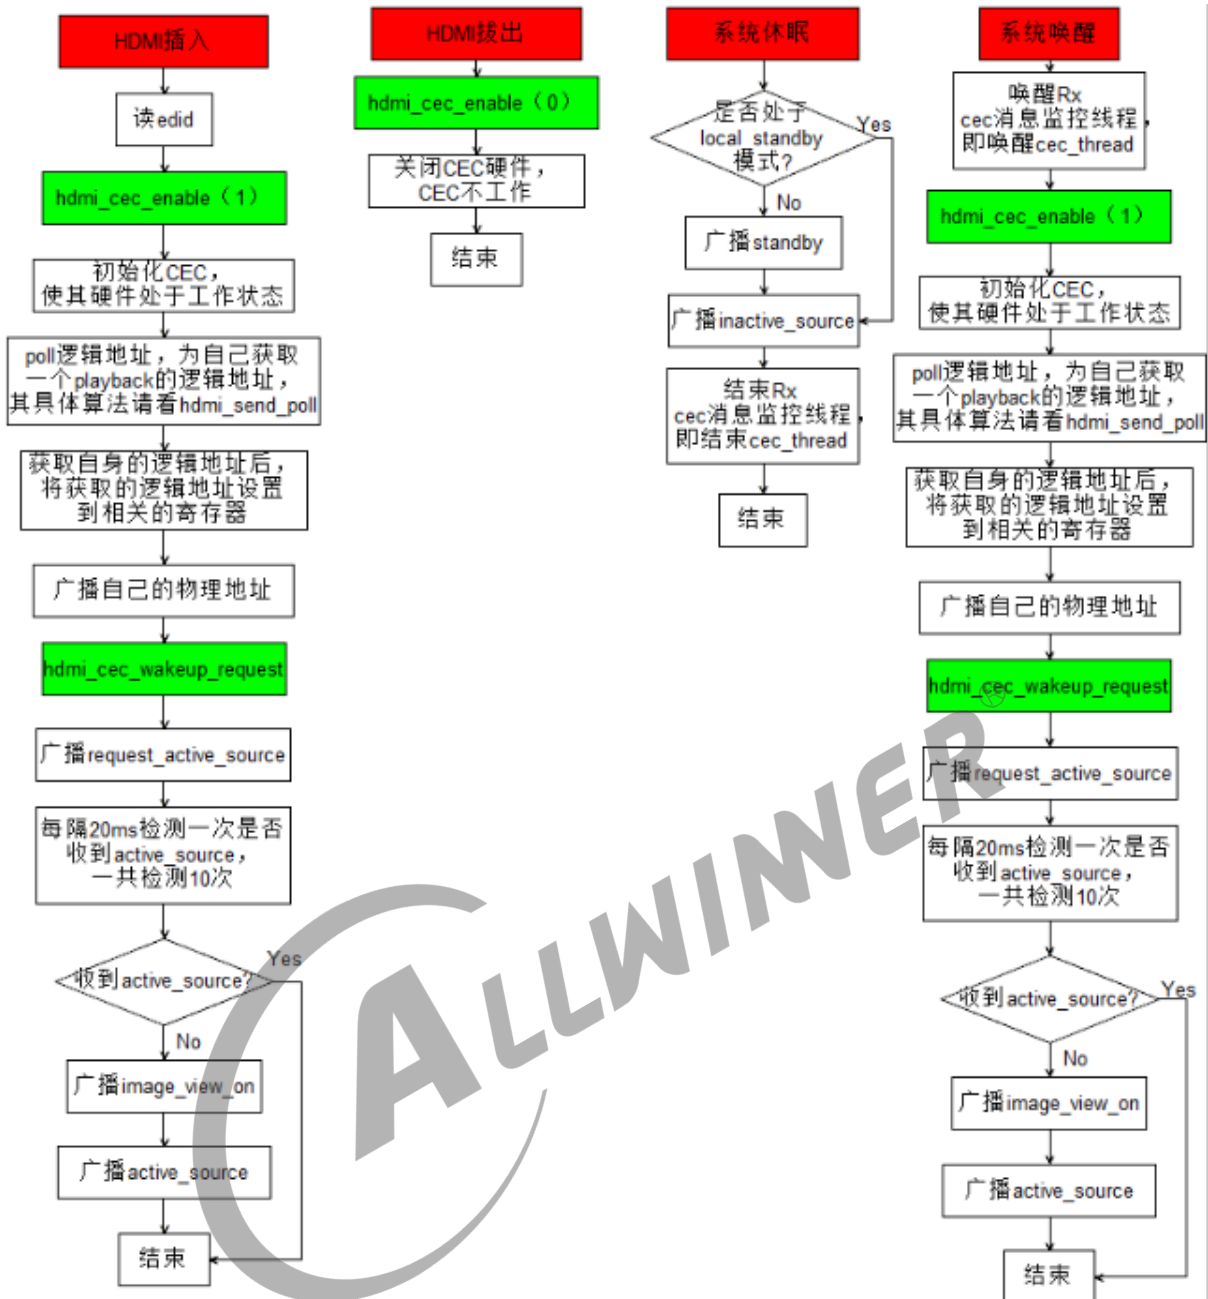 HDMI插入
读edid
hdmi_cec_enable（1）
初始化CEC，
使其硬件处于工作状态
poll逻辑地址，为自己获取
一个playback的逻辑地址，
其具体算法请看hdmi_send_poll
获取自身的逻辑地址后，
将获取的逻辑地址设置
到相关的寄存器
广播自己的物理地址
hdmi_cec_wakeup_request
广播request_active_source
每隔20ms检测一次是否
收到active_source，
一共检测10次
收到active_source?
Yes
No
广播image_view_on
广播active_source
结束
HDMI拔出
hdmi_cec_enable（0）
关闭CEC硬件，
CEC不工作
结束
系统休眠
是否处于
local_standby
模式?
Yes
No
广播standby
广播inactive_source
结束Rx
cec消息监控线程，
即结束cec_thread
结束
系统唤醒
唤醒Rx
cec消息监控线程，
即唤醒cec_thread
hdmi_cec_enable（1）
初始化CEC，
使其硬件处于工作状态
poll逻辑地址，为自己获取
一个playback的逻辑地址，
其具体算法请看hdmi_send_poll
获取自身的逻辑地址后，
将获取的逻辑地址设置
到相关的寄存器
广播自己的物理地址
hdmi_cec_wakeup_request
广播request_active_source
每隔20ms检测一次是否
收到active_source，
一共检测10次
收到active_source?
Yes
No
广播image_view_on
广播active_source
结束
ALLWINNER®